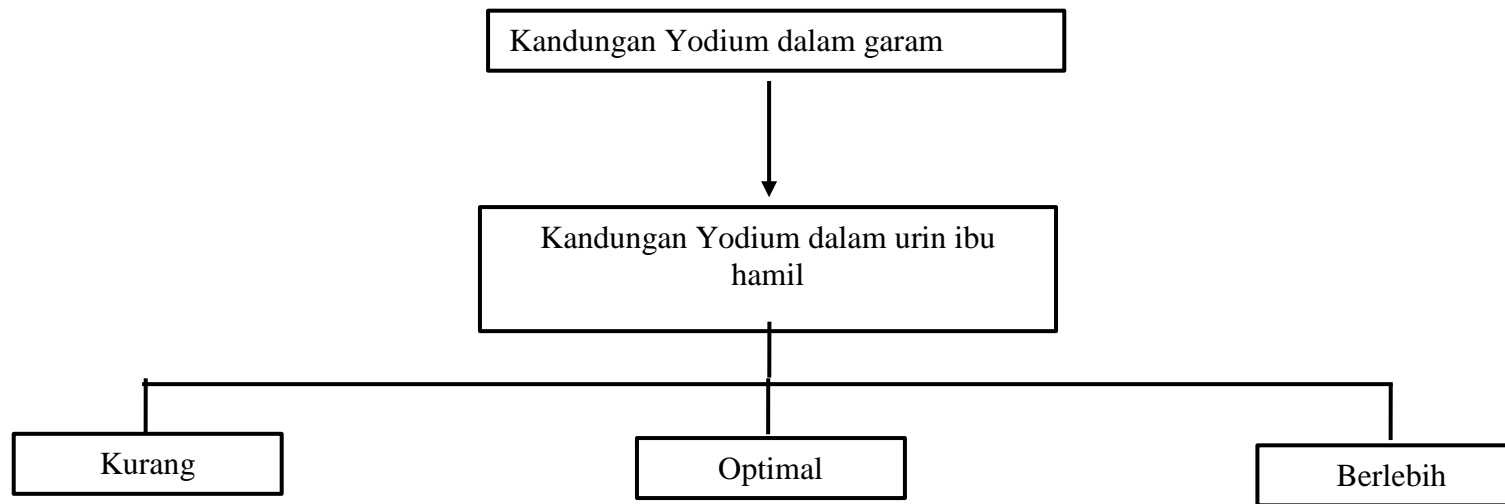 Kandungan Yodium dalam garam
Kandungan Yodium dalam urin ibu
hamil
Kurang
Optimal
Berlebih